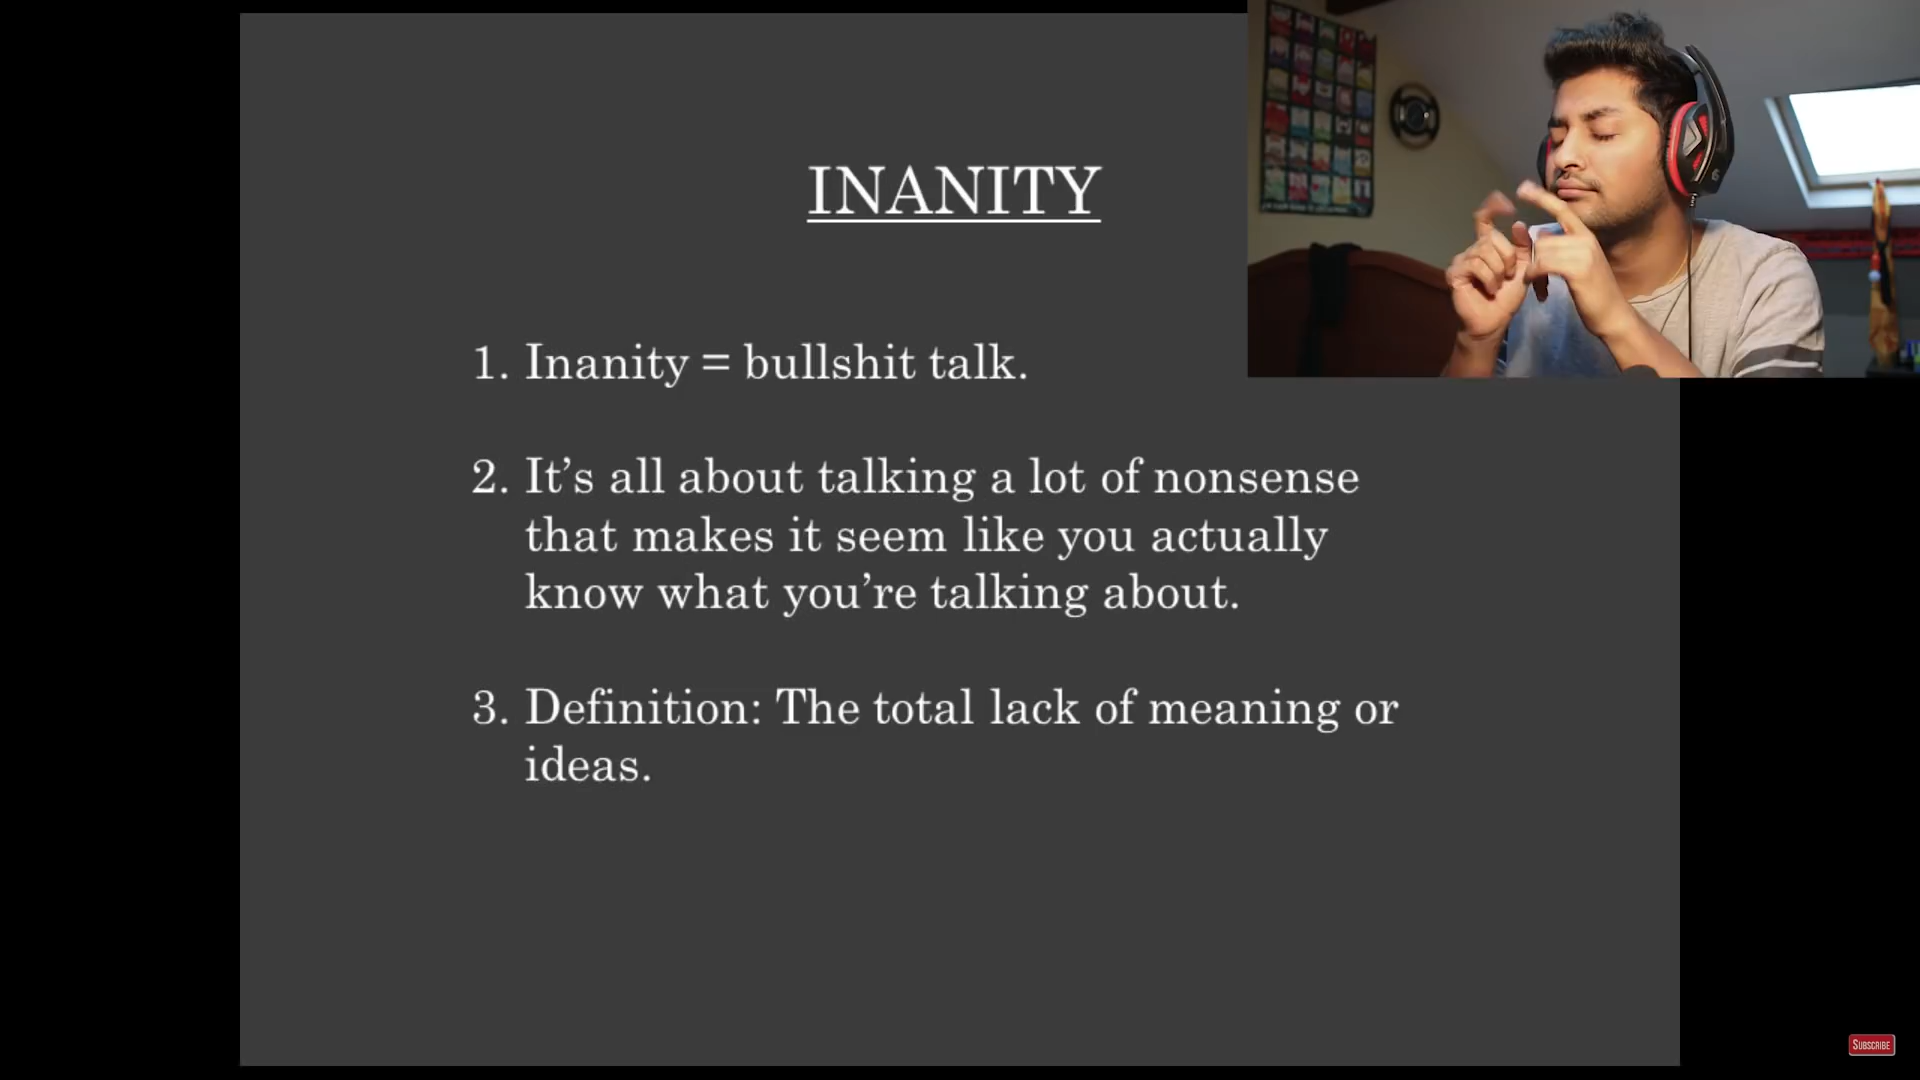 INANITY
1. Inanity = bullshit talk.
2. It’s all about talking a lot of nonsense
that makes it seem like you actually
know what you’re talking about.
3. Definition: The total lack of meaning or
ideas.
SUBSCRIBE